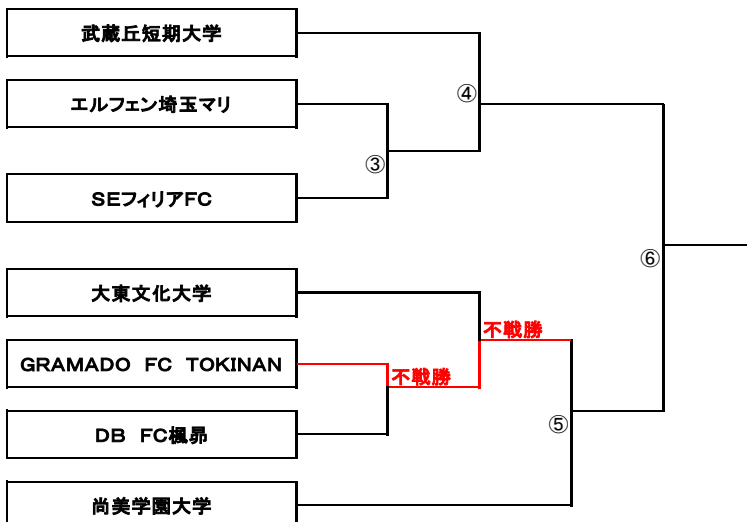 武蔵丘短期大学
④
エルフェン埼玉マリ
③
SEフィリアFC
⑥
大東文化大学
不戦勝
GRAMADO FC TOKINAN
不戦勝
DB FC楓昴
⑤
尚美学園大学